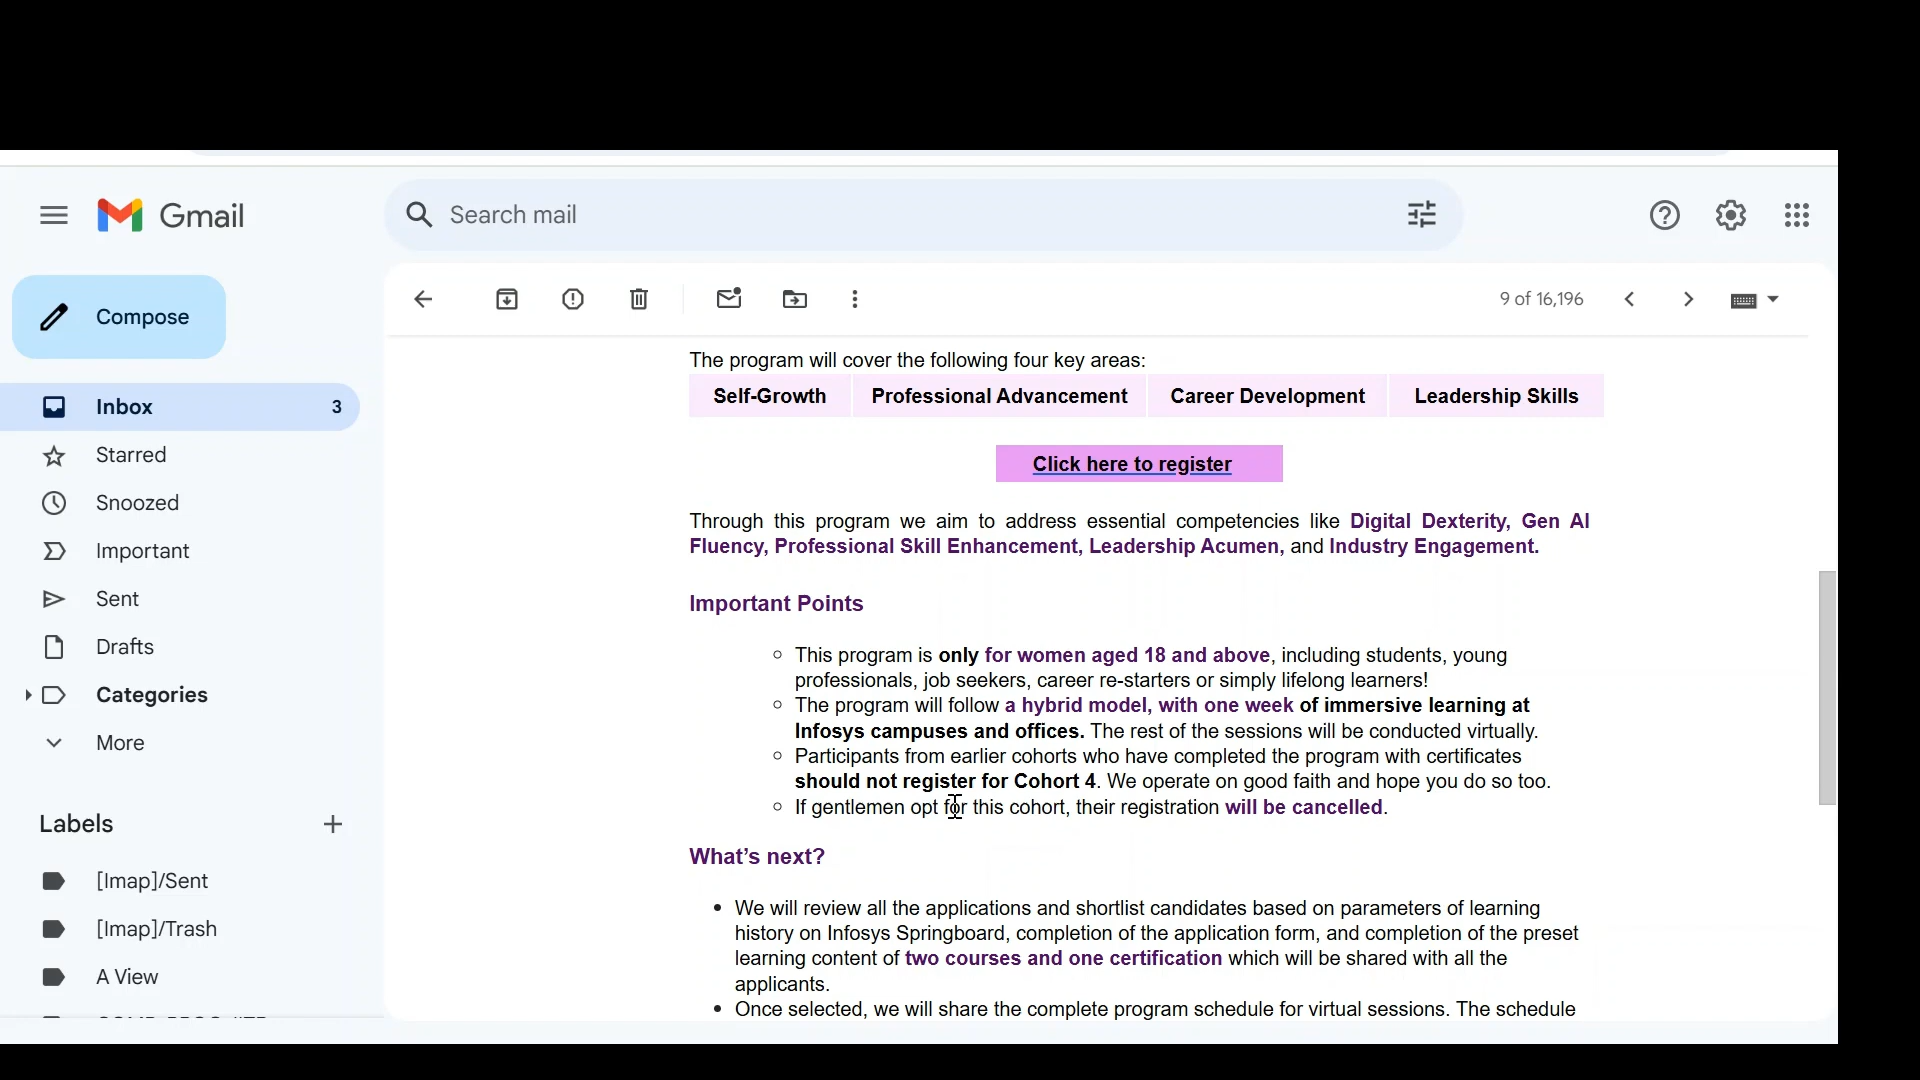 Gmail
Search mail
Compose
9 of 16,196
Inbox 3
Starred
Snoozed
Important
Sent
Drafts
Categories
More
Labels
[Imap]/Sent
[Imap]/Trash
A View
The program will cover the following four key areas:
Self-Growth Professional Advancement Career Development Leadership Skills
Click here to register
Through this program we aim to address essential competencies like Digital Dexterity, Gen AI
Fluency, Professional Skill Enhancement, Leadership Acumen, and Industry Engagement.
Important Points
This program is only for women aged 18 and above, including students, young
professionals, job seekers, career re-starters or simply lifelong learners!
The program will follow a hybrid model, with one week of immersive learning at
Infosys campuses and offices. The rest of the sessions will be conducted virtually.
Participants from earlier cohorts who have completed the program with certificates
should not register for Cohort 4. We operate on good faith and hope you do so too.
If gentlemen opt for this cohort, their registration will be cancelled.
What’s next?
We will review all the applications and shortlist candidates based on parameters of learning
history on Infosys Springboard, completion of the application form, and completion of the preset
learning content of two courses and one certification which will be shared with all the
applicants.
Once selected, we will share the complete program schedule for virtual sessions. The schedule